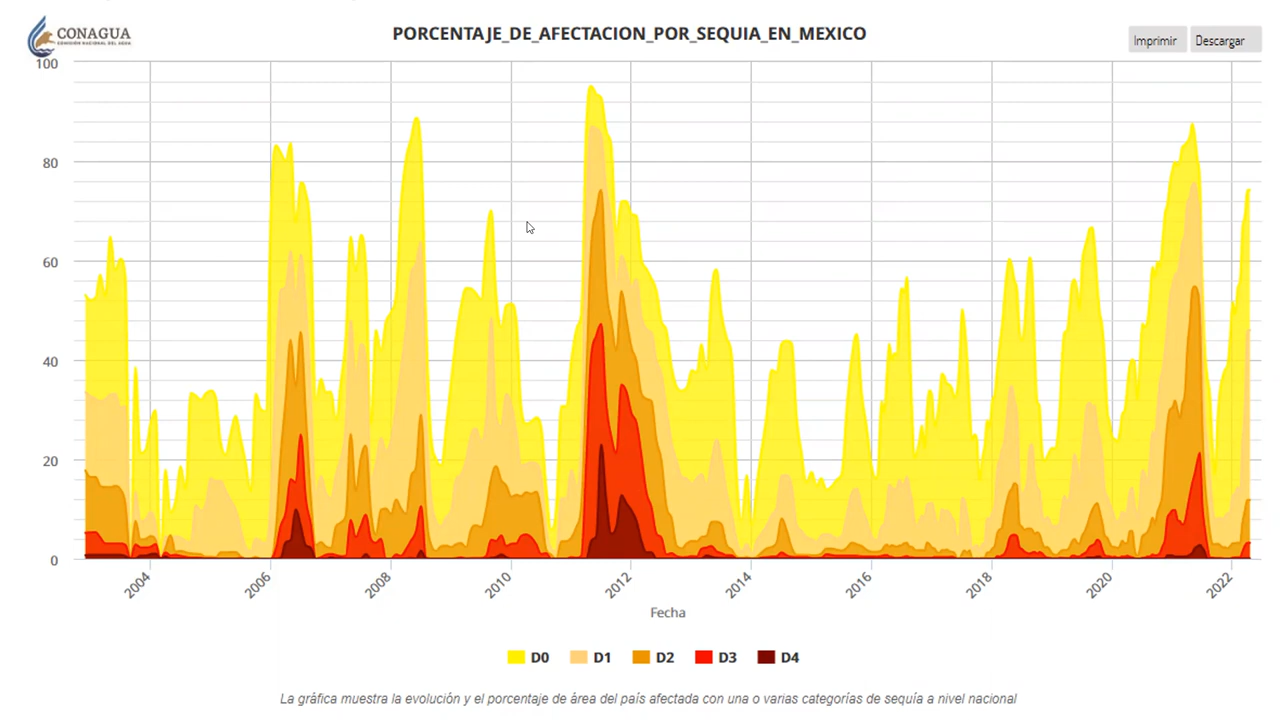 CONAGUA
COMISIÓN NACIONAL DEL AGUA
PORCENTAJE_DE_AFECTACION_POR_SEQUIA_EN_MEXICO
Imprimir
Descargar
100
80
60
40
20
0
2004
2006
2008
2010
2012
2014
2016
2018
2020
2022
Fecha
D0
D1
D2
D3
D4
La gráfica muestra la evolución y el porcentaje de área del país afectada con una o varias categorías de sequía a nivel nacional